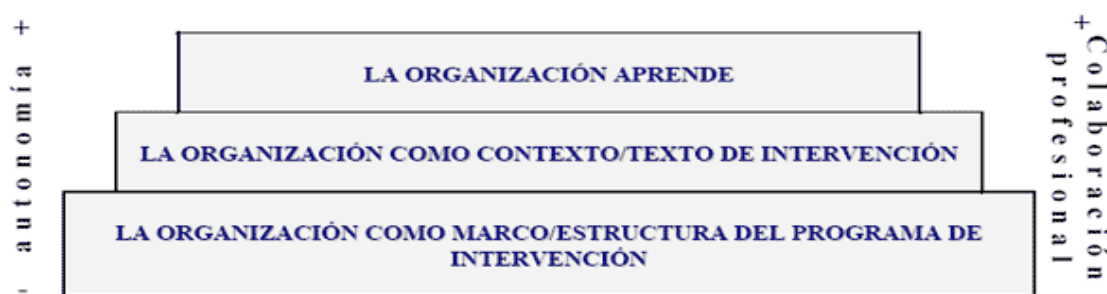 +
- autonomía +
LA ORGANIZACIÓN APRENDE
LA ORGANIZACIÓN COMO CONTEXTO/TEXTO DE INTERVENCIÓN
LA ORGANIZACIÓN COMO MARCO/ESTRUCTURA DEL PROGRAMA DE
INTERVENCIÓN
Colaboración
profesional